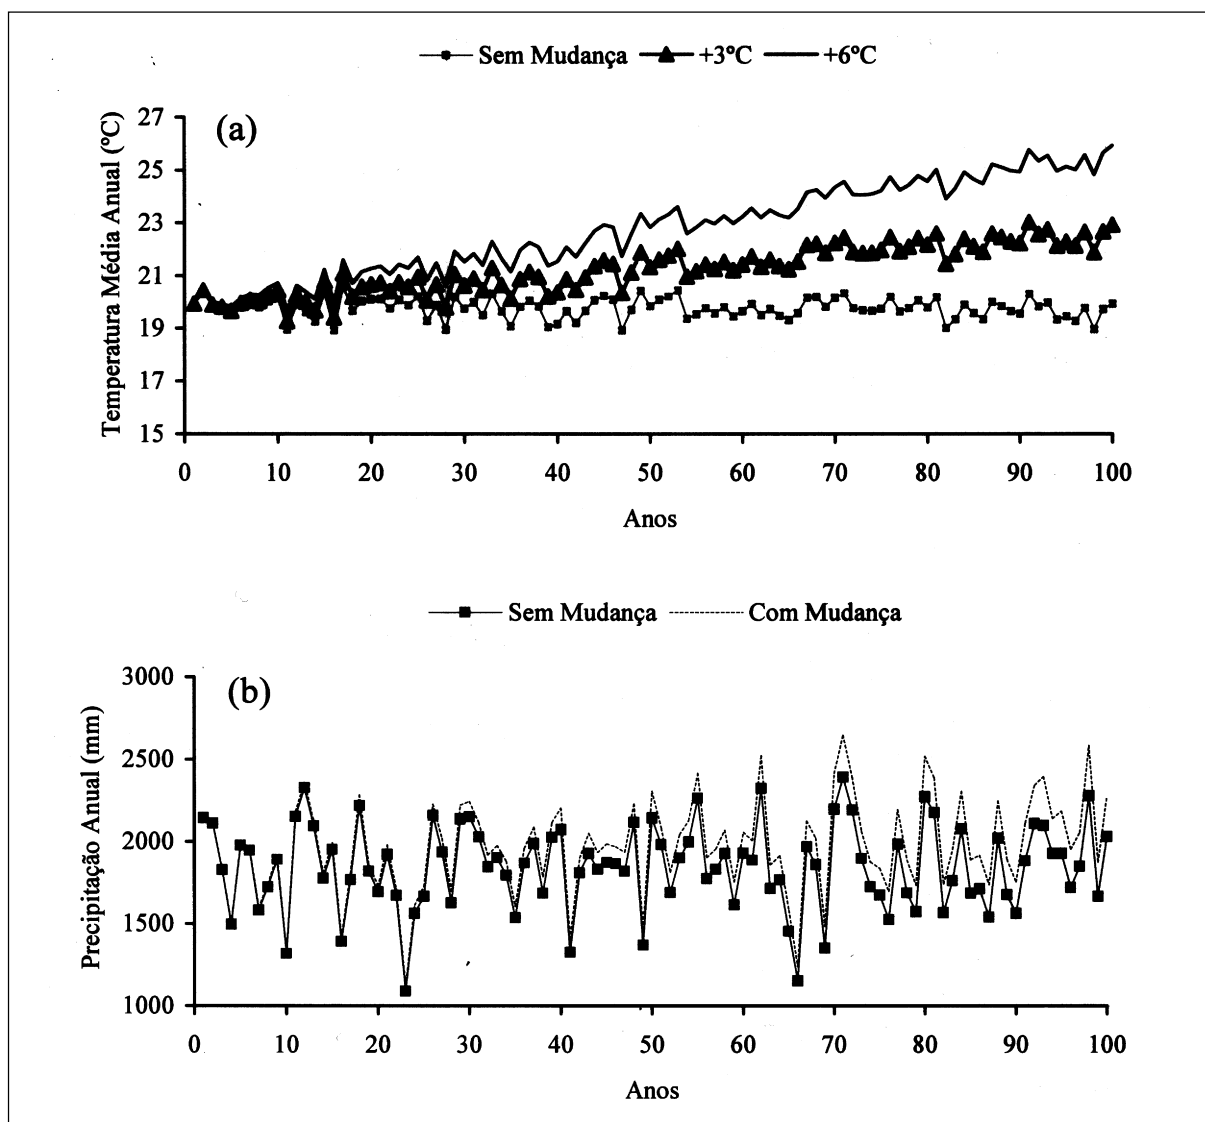 Sem Mudança +3ºC +6ºC
(a)
Temperatura Média Anual (ºC)
27
25
23
21
19
17
15
0 10 20 30 40 50 60 70 80 90 100
Anos
Sem Mudança Com Mudança
(b)
Precipitação Anual (mm)
3000
2500
2000
1500
1000
0 10 20 30 40 50 60 70 80 90 100
Anos